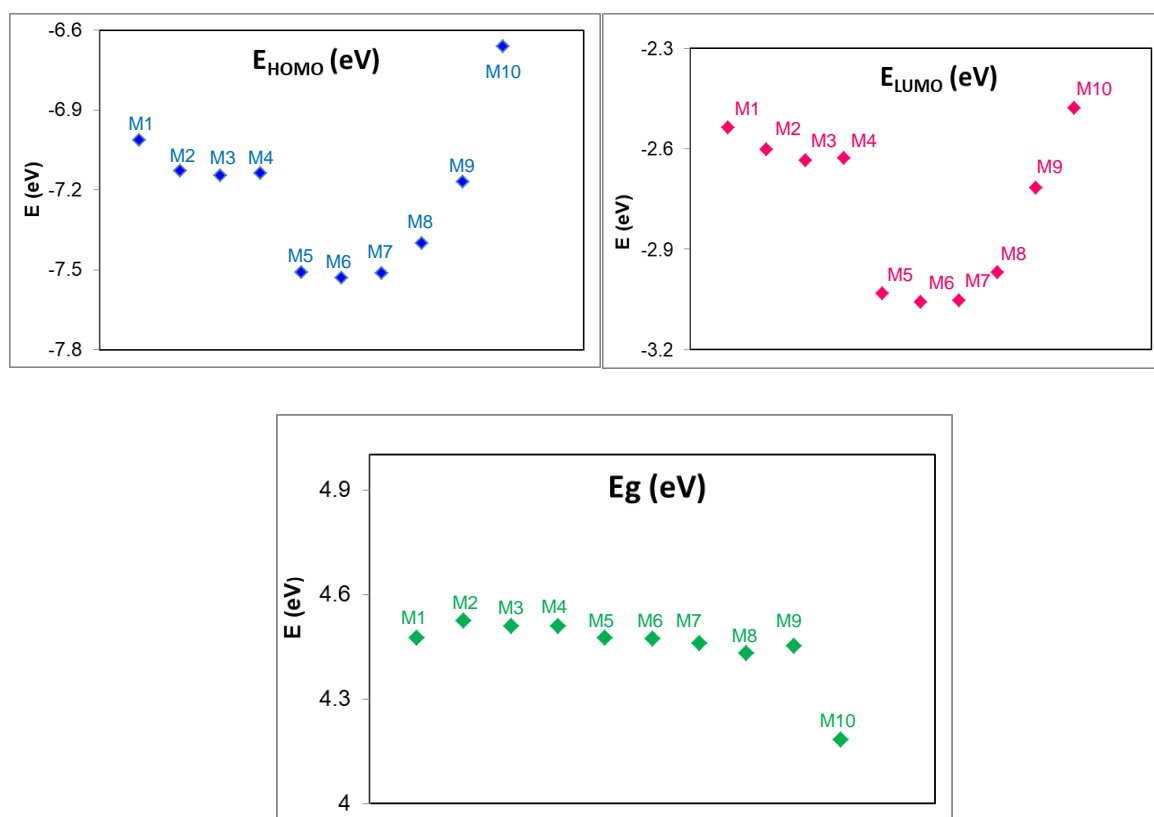 E_HOMO (eV)
E (eV)
-6.6
-6.9
-7.2
-7.5
-7.8
M1
M2
M3
M4
M5
M6
M7
M8
M9
M10
E_LUMO (eV)
E (eV)
-2.3
-2.6
-2.9
-3.2
M1
M2
M3
M4
M5
M6
M7
M8
M9
M10
Eg (eV)
E (eV)
4.9
4.6
4.3
4
M1
M2
M3
M4
M5
M6
M7
M8
M9
M10